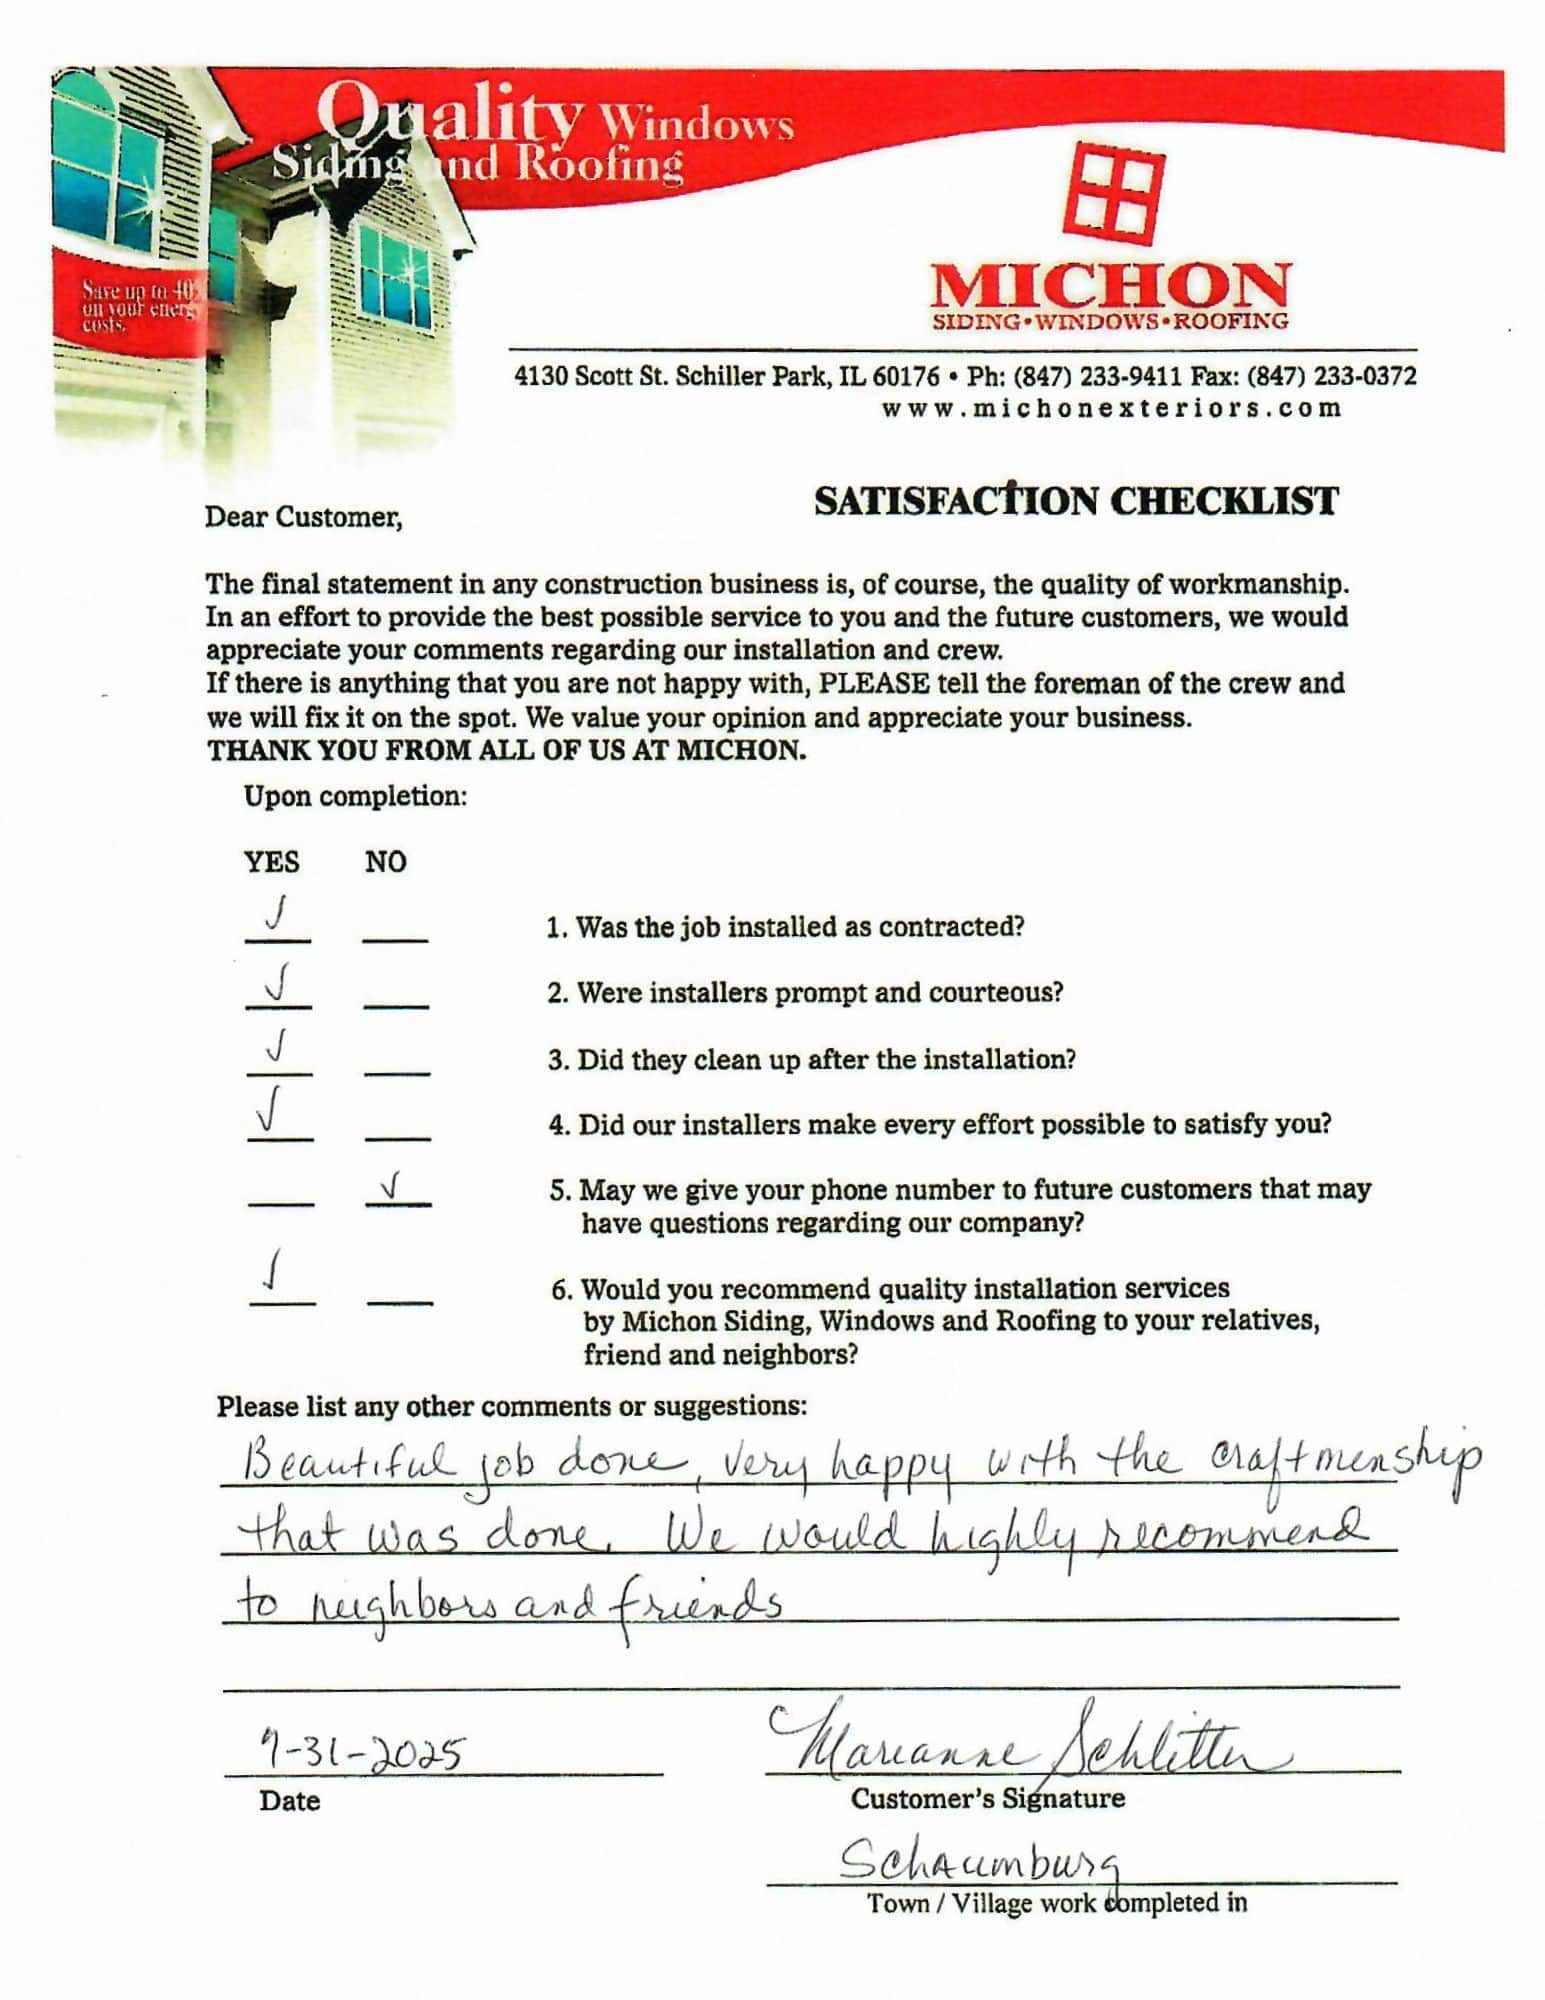 Quality Windows
Siding and Roofing
Save up to 40%
on your energy
costs.
MICHON
SIDING•WINDOWS•ROOFING
4130 Scott St. Schiller Park, IL 60176 • Ph: (847) 233-9411 Fax: (847) 233-0372
www.michonexteriors.com
SATISFACTION CHECKLIST
Dear Customer,
The final statement in any construction business is, of course, the quality of workmanship.
In an effort to provide the best possible service to you and the future customers, we would
appreciate your comments regarding our installation and crew.
If there is anything that you are not happy with, PLEASE tell the foreman of the crew and
we will fix it on the spot. We value your opinion and appreciate your business.
THANK YOU FROM ALL OF US AT MICHON.
Upon completion:
YES NO
✓ 1. Was the job installed as contracted?
✓ 2. Were installers prompt and courteous?
✓ 3. Did they clean up after the installation?
✓ 4. Did our installers make every effort possible to satisfy you?
✓ 5. May we give your phone number to future customers that may
have questions regarding our company?
✓ 6. Would you recommend quality installation services
by Michon Siding, Windows and Roofing to your relatives,
friend and neighbors?
Please list any other comments or suggestions:
Beautiful job done, very happy with the craftmenship
that was done. We would highly recommend
to neighbors and friends
7-31-2025 Marianne Schlitter
Date Customer's Signature
Schaumburg
Town / Village work completed in